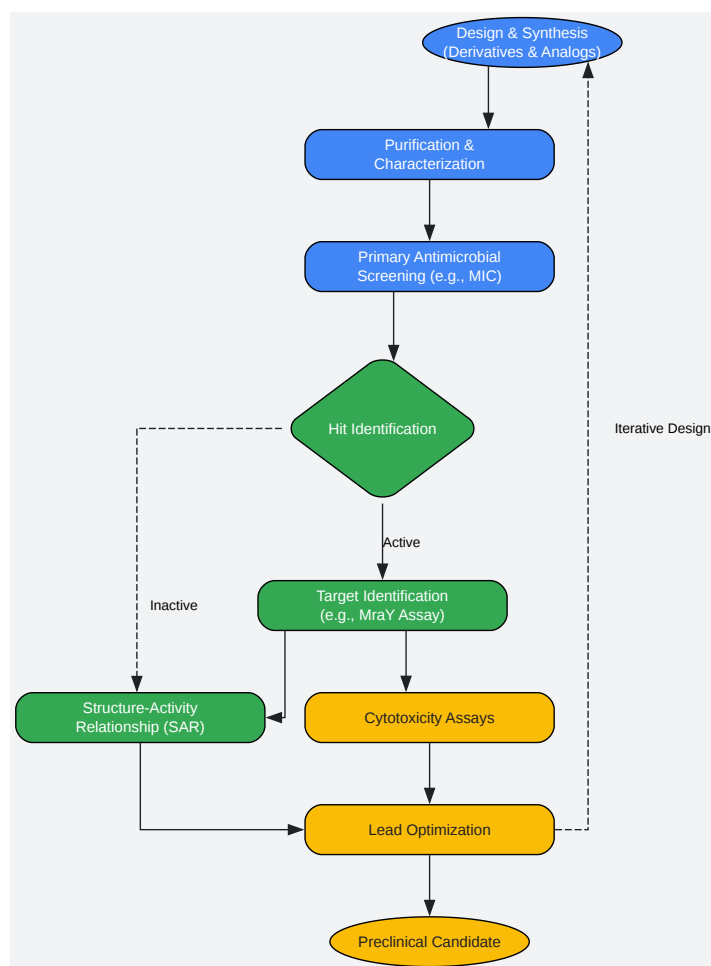 Design & Synthesis
(Derivatives & Analogs)
Purification &
Characterization
Primary Antimicrobial
Screening (e.g., MIC)
Hit Identification
Iterative Design
Active
Inactive
Target Identification
(e.g., MraY Assay)
Structure-Activity
Relationship (SAR)
Cytotoxicity Assays
Lead Optimization
Preclinical Candidate